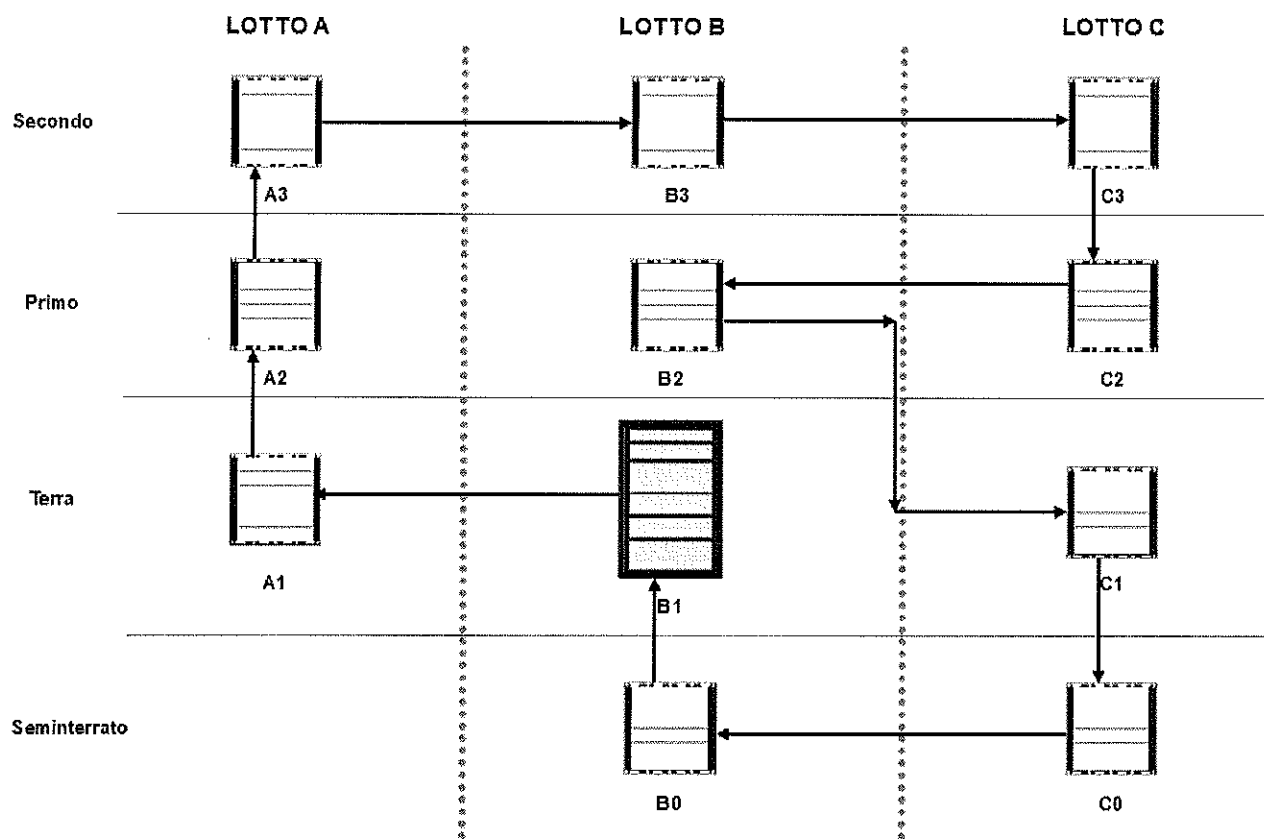 LOTTO A LOTTO B LOTTO C
Secondo
A3 B3 C3
Primo
A2 B2 C2
Terra
A1 B1 C1
Seminterrato
B0 C0